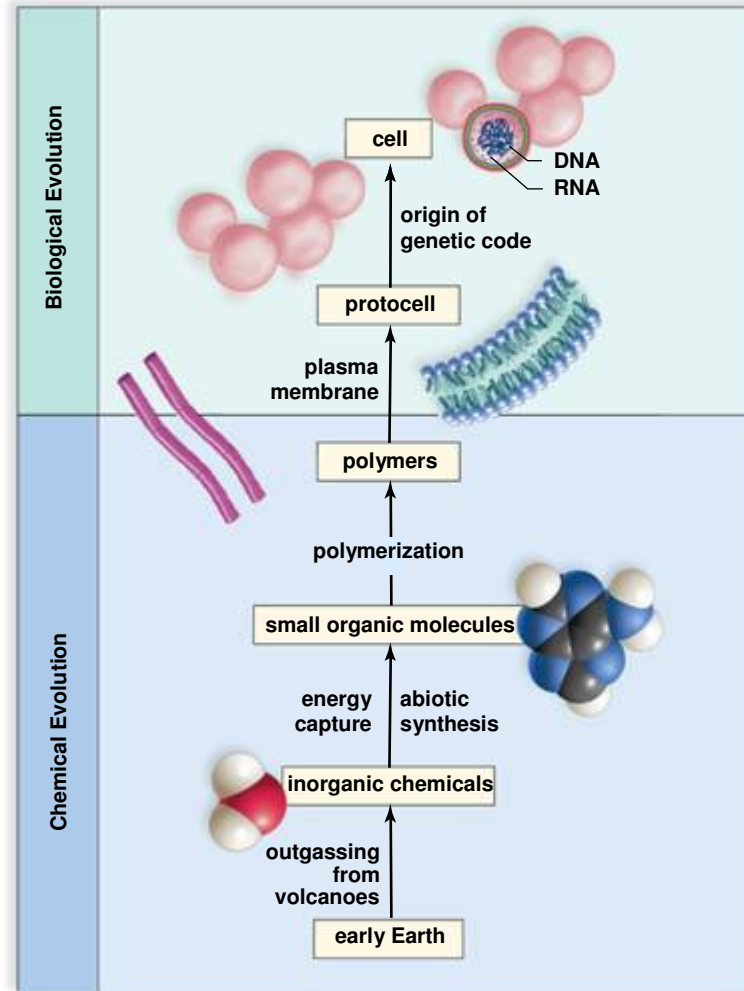 Biological Evolution
cell
DNA
RNA
origin of
genetic code
protocell
plasma
membrane
Chemical Evolution
polymers
polymerization
small organic molecules
energy
capture
abiotic
synthesis
inorganic chemicals
outgassing
from
volcanoes
early Earth